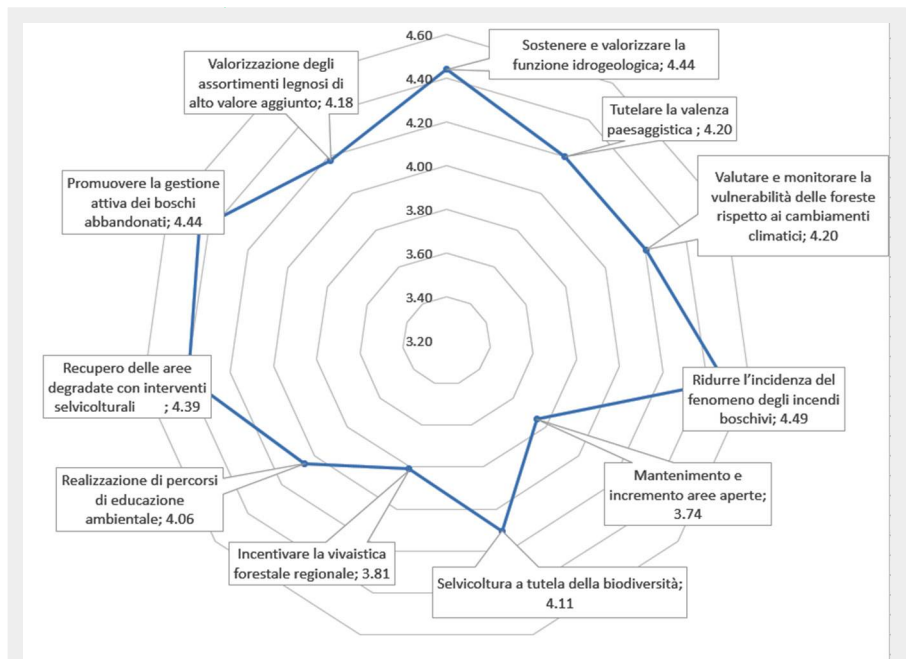 4.60
4.40
4.20
4.00
3.80
3.60
3.40
3.20
Sostenere e valorizzare la
funzione idrogeologica; 4.44
Tutelare la valenza
paesaggistica ; 4.20
Valutare e monitorare la
vulnerabilità delle foreste
rispetto ai cambiamenti
climatici; 4.20
Ridurre l’incidenza del
fenomeno degli incendi
boschivi; 4.49
Mantenimento e
incremento aree aperte;
3.74
Selvicoltura a tutela della biodiversità;
4.11
Incentivare la vivaistica
forestale regionale; 3.81
Realizzazione di percorsi
di educazione
ambientale; 4.06
Recupero delle aree
degradate con interventi
selvicolturali ; 4.39
Promuovere la gestione
attiva dei boschi
abbandonati; 4.44
Valorizzazione degli
assortimenti legnosi di
alto valore aggiunto; 4.18